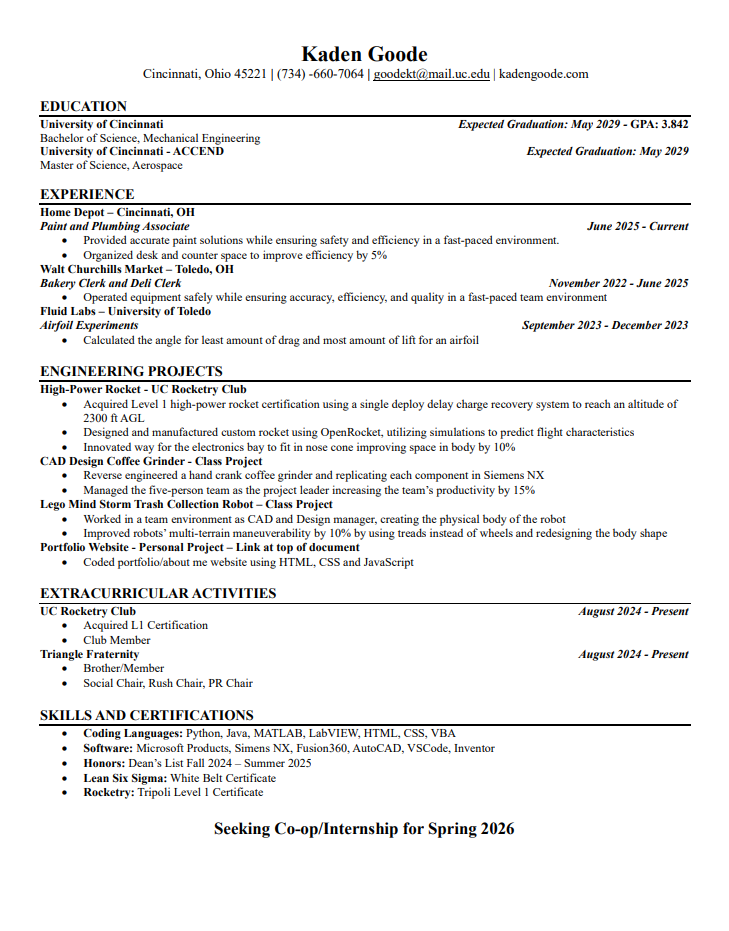 Kaden Goode
Cincinnati, Ohio 45221 | (734) -660-7064 | goodekt@mail.uc.edu | kadengoode.com
EDUCATION
University of Cincinnati Expected Graduation: May 2029 - GPA: 3.842
Bachelor of Science, Mechanical Engineering
University of Cincinnati - ACCEND Expected Graduation: May 2029
Master of Science, Aerospace
EXPERIENCE
Home Depot – Cincinnati, OH
Paint and Plumbing Associate June 2025 - Current
• Provided accurate paint solutions while ensuring safety and efficiency in a fast-paced environment.
• Organized desk and counter space to improve efficiency by 5%
Walt Churchills Market – Toledo, OH
Bakery Clerk and Deli Clerk November 2022 - June 2025
• Operated equipment safely while ensuring accuracy, efficiency, and quality in a fast-paced team environment
Fluid Labs – University of Toledo
Airfoil Experiments September 2023 - December 2023
• Calculated the angle for least amount of drag and most amount of lift for an airfoil
ENGINEERING PROJECTS
High-Power Rocket - UC Rocketry Club
• Acquired Level 1 high-power rocket certification using a single deploy delay charge recovery system to reach an altitude of
2300 ft AGL
• Designed and manufactured custom rocket using OpenRocket, utilizing simulations to predict flight characteristics
• Innovated way for the electronics bay to fit in nose cone improving space in body by 10%
CAD Design Coffee Grinder - Class Project
• Reverse engineered a hand crank coffee grinder and replicating each component in Siemens NX
• Managed the five-person team as the project leader increasing the team’s productivity by 15%
Lego Mind Storm Trash Collection Robot – Class Project
• Worked in a team environment as CAD and Design manager, creating the physical body of the robot
• Improved robots’ multi-terrain maneuverability by 10% by using treads instead of wheels and redesigning the body shape
Portfolio Website - Personal Project – Link at top of document
• Coded portfolio/about me website using HTML, CSS and JavaScript
EXTRACURRICULAR ACTIVITIES
UC Rocketry Club August 2024 - Present
• Acquired L1 Certification
• Club Member
Triangle Fraternity August 2024 - Present
• Brother/Member
• Social Chair, Rush Chair, PR Chair
SKILLS AND CERTIFICATIONS
• Coding Languages: Python, Java, MATLAB, LabVIEW, HTML, CSS, VBA
• Software: Microsoft Products, Simens NX, Fusion360, AutoCAD, VSCode, Inventor
• Honors: Dean’s List Fall 2024 – Summer 2025
• Lean Six Sigma: White Belt Certificate
• Rocketry: Tripoli Level 1 Certificate
Seeking Co-op/Internship for Spring 2026